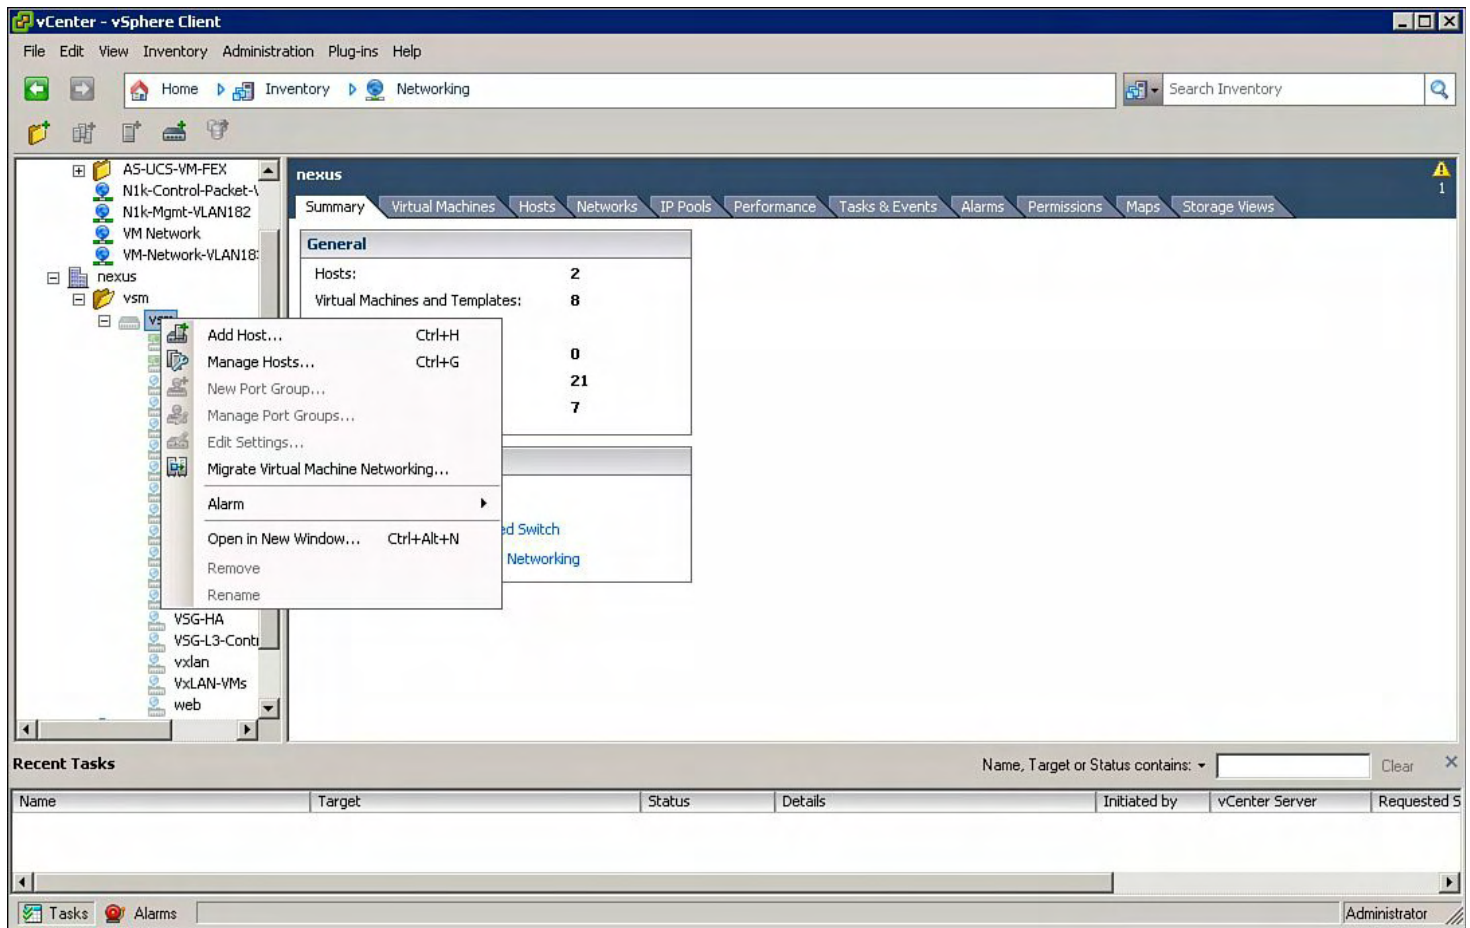 vCenter - vSphere Client
File Edit View Inventory Administration Plug-ins Help
Home Inventory Networking
Search Inventory
AS-UCS-VM-FEX
N1k-Control-Packet-V
N1k-Mgmt-VLAN182
VM Network
VM-Network-VLAN18
nexus
vsm
vsm
VSG-HA
VSG-L3-Contr
vxlan
VxLAN-VMs
web
Add Host... Ctrl+H
Manage Hosts... Ctrl+G
New Port Group...
Manage Port Groups...
Edit Settings...
Migrate Virtual Machine Networking...
Alarm
Open in New Window... Ctrl+Alt+N
Remove
Rename
nexus
1
Summary Virtual Machines Hosts Networks IP Pools Performance Tasks & Events Alarms Permissions Maps Storage Views
General
Hosts: 2
Virtual Machines and Templates: 8
0
21
7
ed Switch
Networking
Recent Tasks
Name, Target or Status contains: Clear
Name Target Status Details Initiated by vCenter Server Requested S
Tasks Alarms
Administrator